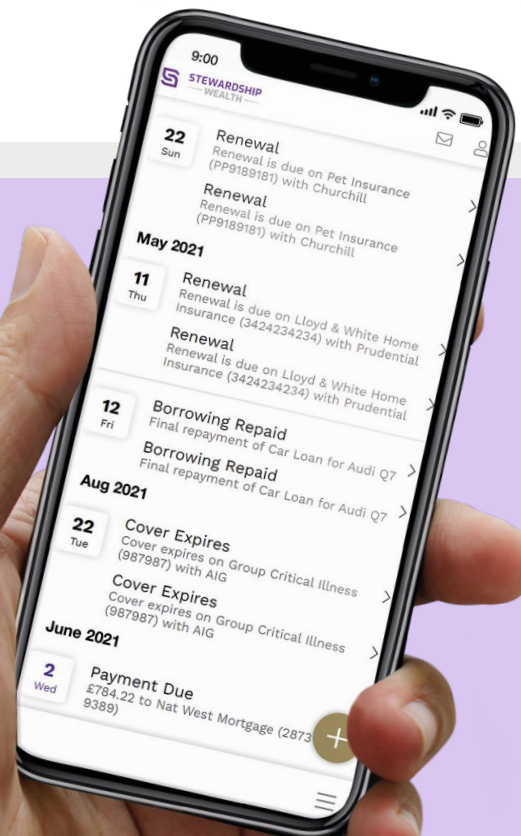 9:00
STEWARDSHIP
WEALTH
22
Sun
Renewal
Renewal is due on Pet Insurance
(PP9189181) with Churchill
Renewal
Renewal is due on Pet Insurance
(PP9189181) with Churchill
May 2021
11
Thu
Renewal
Renewal is due on Lloyd & White Home
Insurance (3424234234) with Prudential
Renewal
Renewal is due on Lloyd & White Home
Insurance (3424234234) with Prudential
12
Fri
Borrowing Repaid
Final repayment of Car Loan for Audi Q7
Borrowing Repaid
Final repayment of Car Loan for Audi Q7
Aug 2021
22
Tue
Cover Expires
Cover expires on Group Critical Illness
(987987) with AIG
Cover Expires
Cover expires on Group Critical Illness
(987987) with AIG
June 2021
2
Wed
Payment Due
£784.22 to Nat West Mortgage (2873
9389)